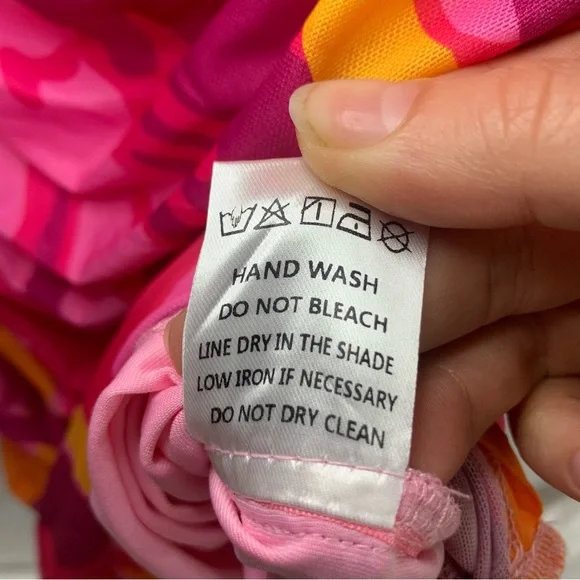 HAND WASH
DO NOT BLEACH
LINE DRY IN THE SHADE
LOW IRON IF NECESSARY
DO NOT DRY CLEAN